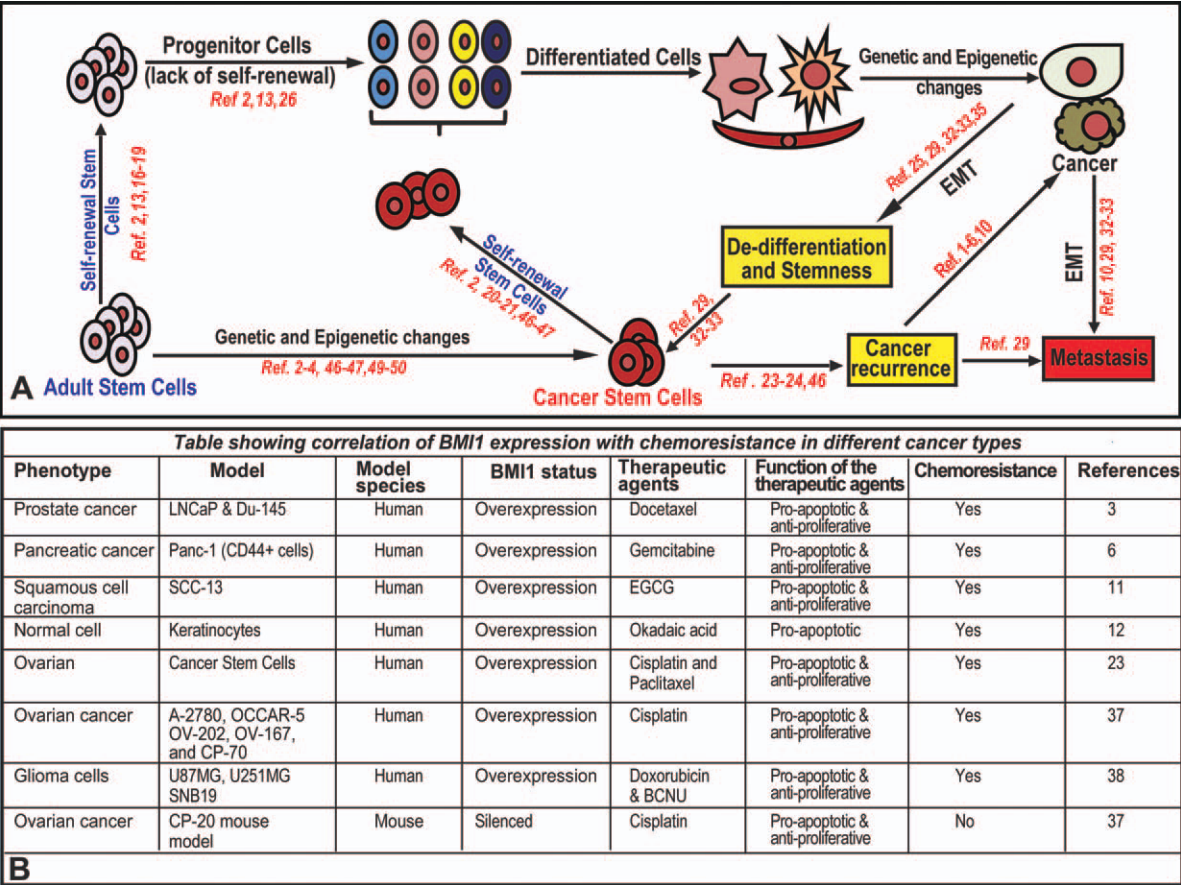 Progenitor Cells
(lack of self-renewal)
Ref 2,13,26
Differentiated Cells
Genetic and Epigenetic
changes
Self-renewal Stem
Cells
Ref. 2,13,16-19
Ref. 25, 29, 32-33,35
EMT
Cancer
De-differentiation
and Stemness
Self-renewal
Stem Cells
Ref. 2, 20-21,46-47
Ref. 1-6,10
EMT
Ref. 10,29, 32-33
Ref. 29,
32-33
Genetic and Epigenetic changes
Ref. 2-4, 46-47,49-50
Cancer
recurrence
Ref. 29
Metastasis
Ref . 23-24,46
A
Adult Stem Cells
Cancer Stem Cells
Table showing correlation of BMI1 expression with chemoresistance in different cancer types
Phenotype Model Model species BMI1 status Therapeutic agents Function of the therapeutic agents Chemoresistance References
Prostate cancer LNCaP & Du-145 Human Overexpression Docetaxel Pro-apoptotic & anti-proliferative Yes 3
Pancreatic cancer Panc-1 (CD44+ cells) Human Overexpression Gemcitabine Pro-apoptotic & anti-proliferative Yes 6
Squamous cell carcinoma SCC-13 Human Overexpression EGCG Pro-apoptotic & anti-proliferative Yes 11
Normal cell Keratinocytes Human Overexpression Okadaic acid Pro-apoptotic Yes 12
Ovarian Cancer Stem Cells Human Overexpression Cisplatin and Paclitaxel Pro-apoptotic & anti-proliferative Yes 23
Ovarian cancer A-2780, OCCAR-5 OV-202, OV-167, and CP-70 Human Overexpression Cisplatin Pro-apoptotic & anti-proliferative Yes 37
Glioma cells U87MG, U251MG SNB19 Human Overexpression Doxorubicin & BCNU Pro-apoptotic & anti-proliferative Yes 38
Ovarian cancer CP-20 mouse model Mouse Silenced Cisplatin Pro-apoptotic & anti-proliferative No 37
B